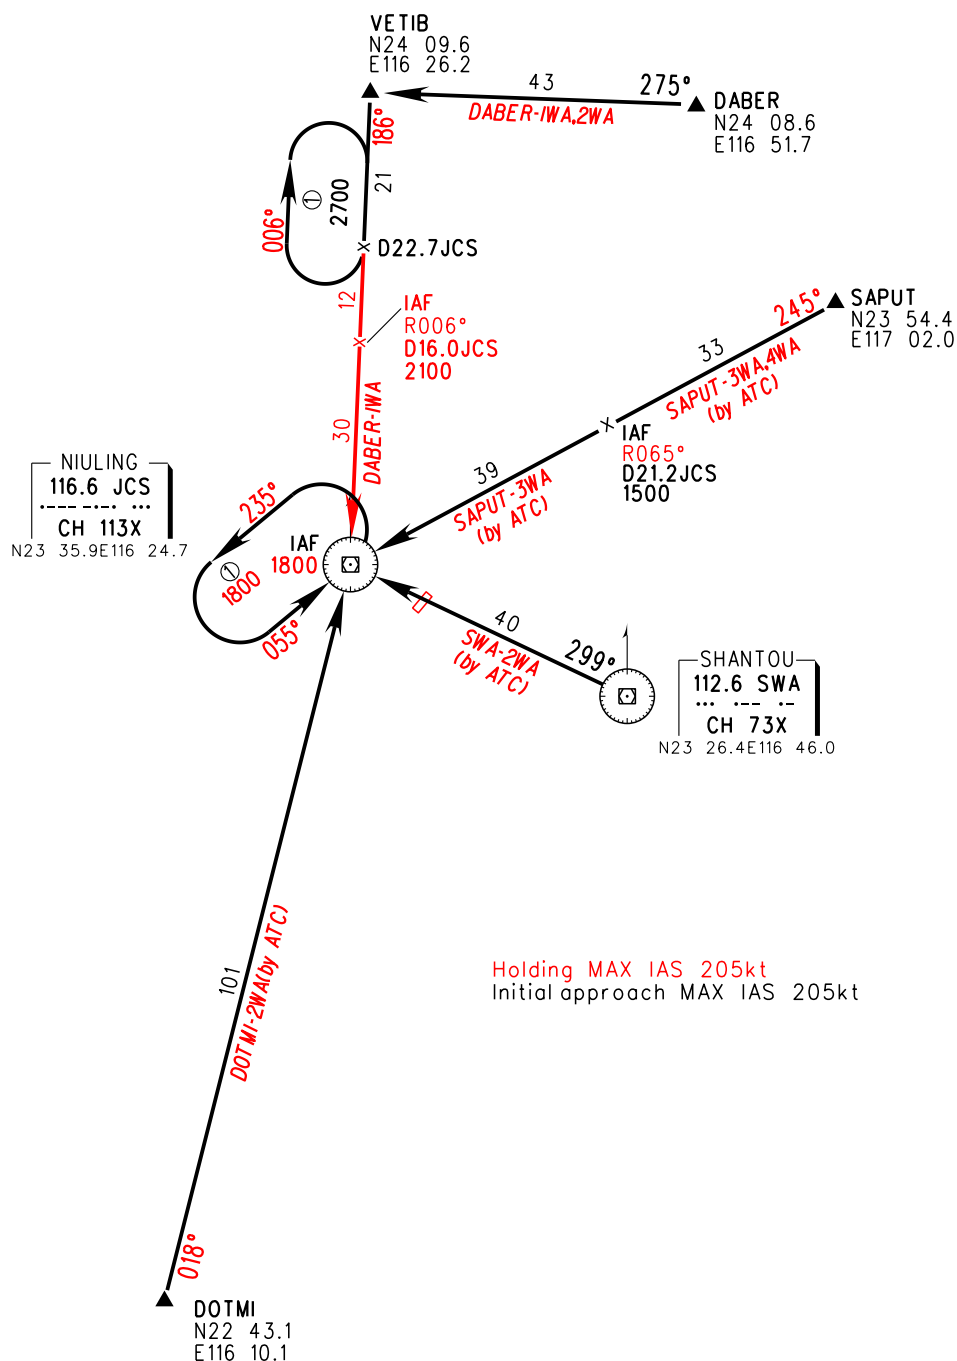 VETIB
N24 09.6
E116 26.2
43
275°
DABER-1WA,2WA
DABER
N24 08.6
E116 51.7
186°
21
① 2700
006°
D22.7JCS
12
IAF
R006°
D16.0JCS
2100
30
DABER-1WA
245°
SAPUT
N23 54.4
E117 02.0
33
SAPUT-3WA,4WA
(by ATC)
IAF
R065°
D21.2JCS
1500
39
SAPUT-3WA
(by ATC)
NIULING
116.6 JCS
·---- -·-· ···
CH 113X
N23 35.9E116 24.7
235°
IAF
1800
① 1800
055°
40
SWA-2WA
(by ATC)
299°
SHANTOU
112.6 SWA
··· ·-- ·-
CH 73X
N23 26.4E116 46.0
101
DOTMI-2WA(by ATC)
Holding MAX IAS 205kt
Initial approach MAX IAS 205kt
018°
DOTMI
N22 43.1
E116 10.1